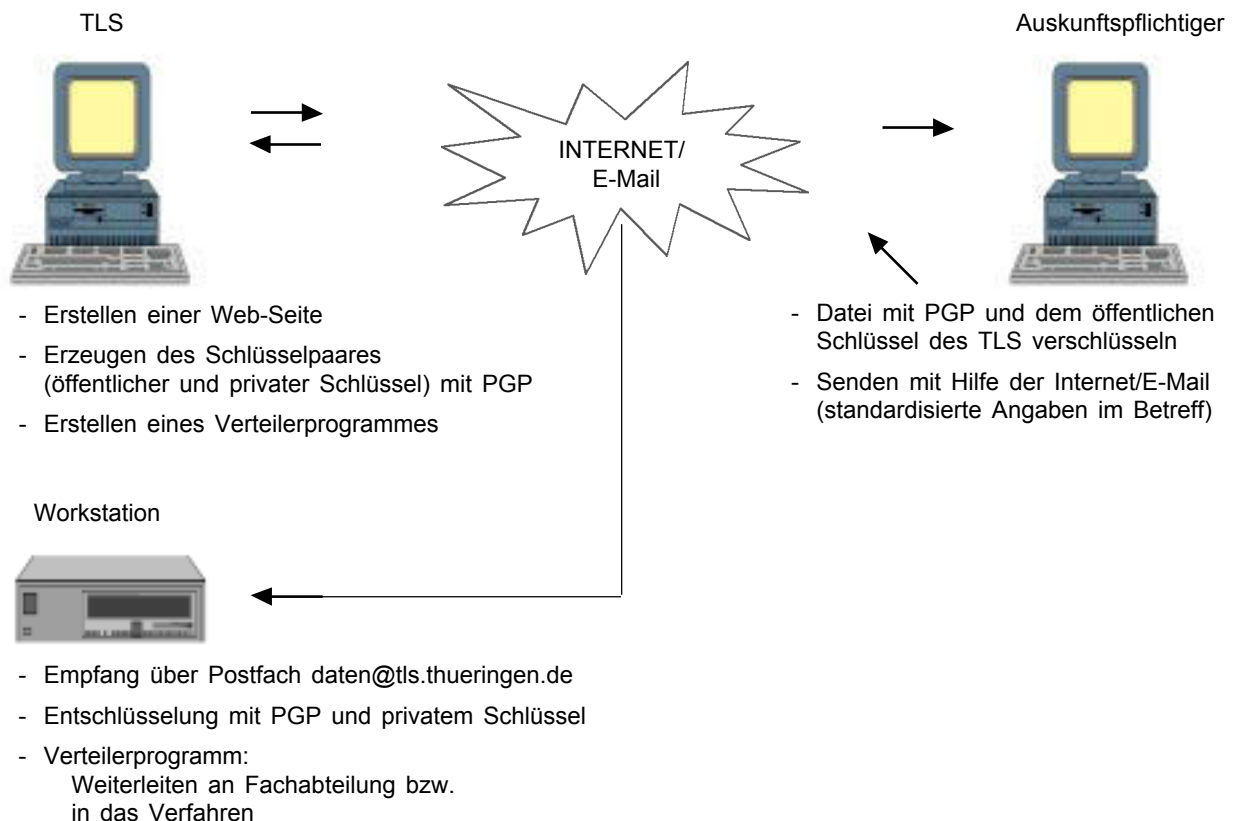 TLS
Auskunftspflichtiger
INTERNET/
E-Mail
- Erstellen einer Web-Seite
- Erzeugen des Schlüsselpaares
(öffentlicher und privater Schlüssel) mit PGP
- Erstellen eines Verteilerprogrammes
- Datei mit PGP und dem öffentlichen
Schlüssel des TLS verschlüsseln
- Senden mit Hilfe der Internet/E-Mail
(standardisierte Angaben im Betreff)
Workstation
- Empfang über Postfach daten@tls.thueringen.de
- Entschlüsselung mit PGP und privatem Schlüssel
- Verteilerprogramm:
Weiterleiten an Fachabteilung bzw.
in das Verfahren